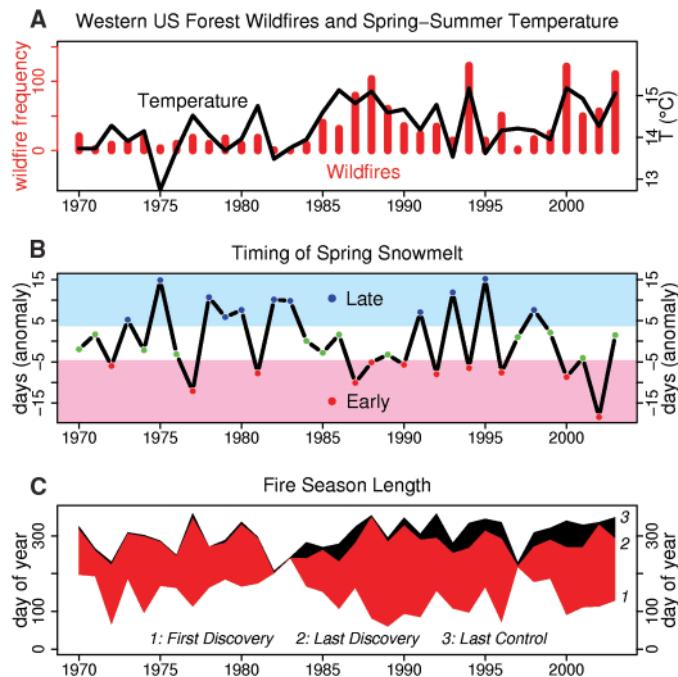 A Western US Forest Wildfires and Spring–Summer Temperature
wildfire frequency
0 100
Temperature
Wildfires
13 14 15
T (°C)
1970 1975 1980 1985 1990 1995 2000
B Timing of Spring Snowmelt
days (anomaly)
15
5
−5
−15
Late
Early
15
5
−5
−15
days (anomaly)
1970 1975 1980 1985 1990 1995 2000
C Fire Season Length
day of year
0 100 300
3
2
1
1: First Discovery 2: Last Discovery 3: Last Control
0 100 300
day of year
1970 1975 1980 1985 1990 1995 2000